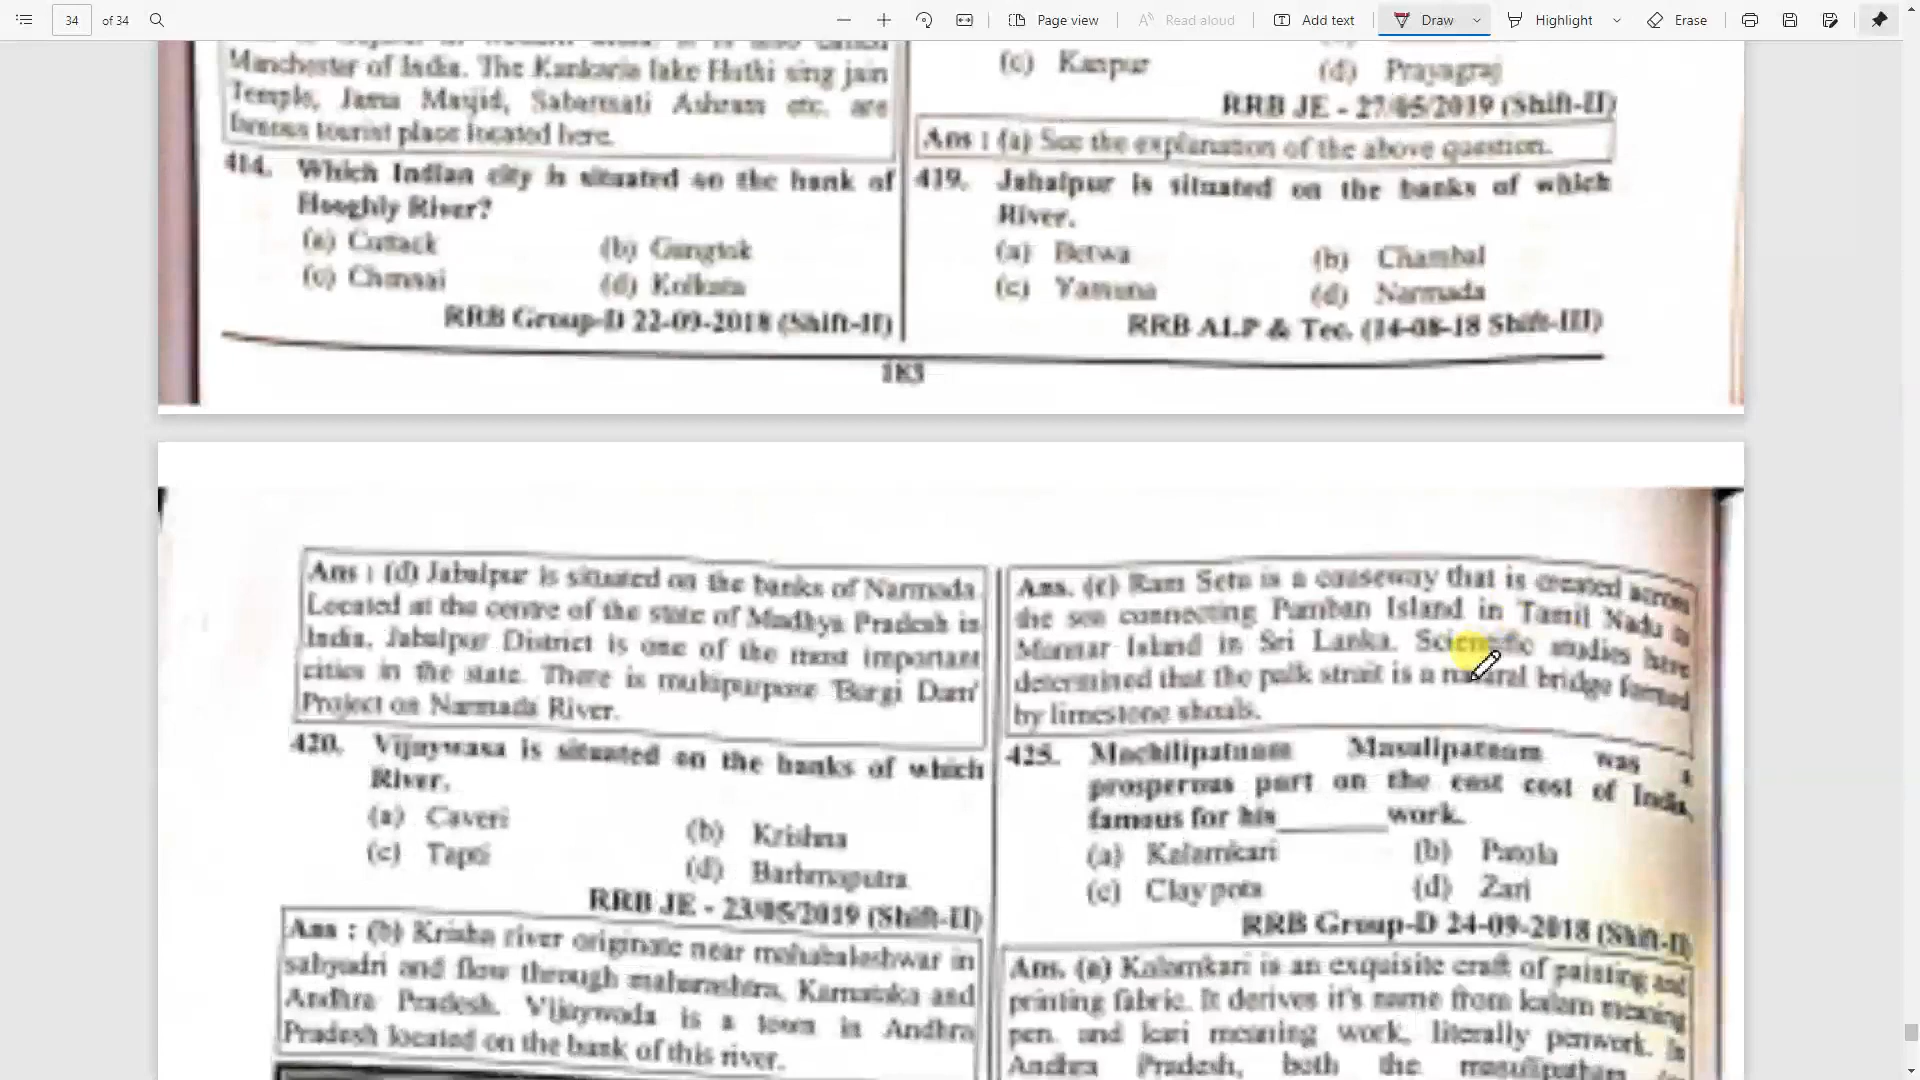 34 of 34 Page view Read aloud Add text Draw Highlight Erase
Manchester of India. The Kankaria lake Huthi sing jain
Temple, Jama Masjid, Sabarmati Ashram etc. are
famous tourist place located here.
414. Which Indian city is situated on the bank of
Hooghly River?
(a) Cuttack (b) Gangtok
(c) Chennai (d) Kolkata
RRB Group-D 22-09-2018 (Shift-II)
(c) Kanpur (d) Prayagraj
RRB JE - 27/05/2019 (Shift-II)
Ans : (a) See the explanation of the above question.
419. Jabalpur is situated on the banks of which
River.
(a) Betwa (b) Chambal
(c) Yamuna (d) Narmada
RRB ALP & Tec. (14-08-18 Shift-III)
183
Ans : (d) Jabalpur is situated on the banks of Narmada.
Located at the centre of the state of Madhya Pradesh in
India. Jabalpur District is one of the most important
cities in the state. There is multipurpose 'Bargi Dam'
Project on Narmada River.
420. Vijaywasa is situated on the banks of which
River.
(a) Caveri (b) Krishna
(c) Tapti (d) Barhmaputra
RRB JE - 23/05/2019 (Shift-II)
Ans : (b) Krisha river originate near mahabaleshwar in
sahyadri and flow through maharashtra, Karnataka and
Andhra Pradesh. Vijaywada is a town in Andhra
Pradesh located on the bank of this river.
Ans. (c) Ram Setu is a causeway that is created across
the sea connecting Pamban Island in Tamil Nadu to
Mannar Island in Sri Lanka. Scientific studies here
determined that the palk strait is a natural bridge formed
by limestone shoals.
425. Machilipatnam Masulipatnam was a
prosperous part on the east cost of India,
famous for his work.
(a) Kalamkari (b) Patola
(c) Clay pots (d) Zari
RRB Group-D 24-09-2018 (Shift-I)
Ans. (a) Kalamkari is an exquisite craft of painting and
printing fabric. It derives it's name from kalam meaning
pen. and kari meaning work, literally penwork. In
Andhra Pradesh, both the masulipatnam